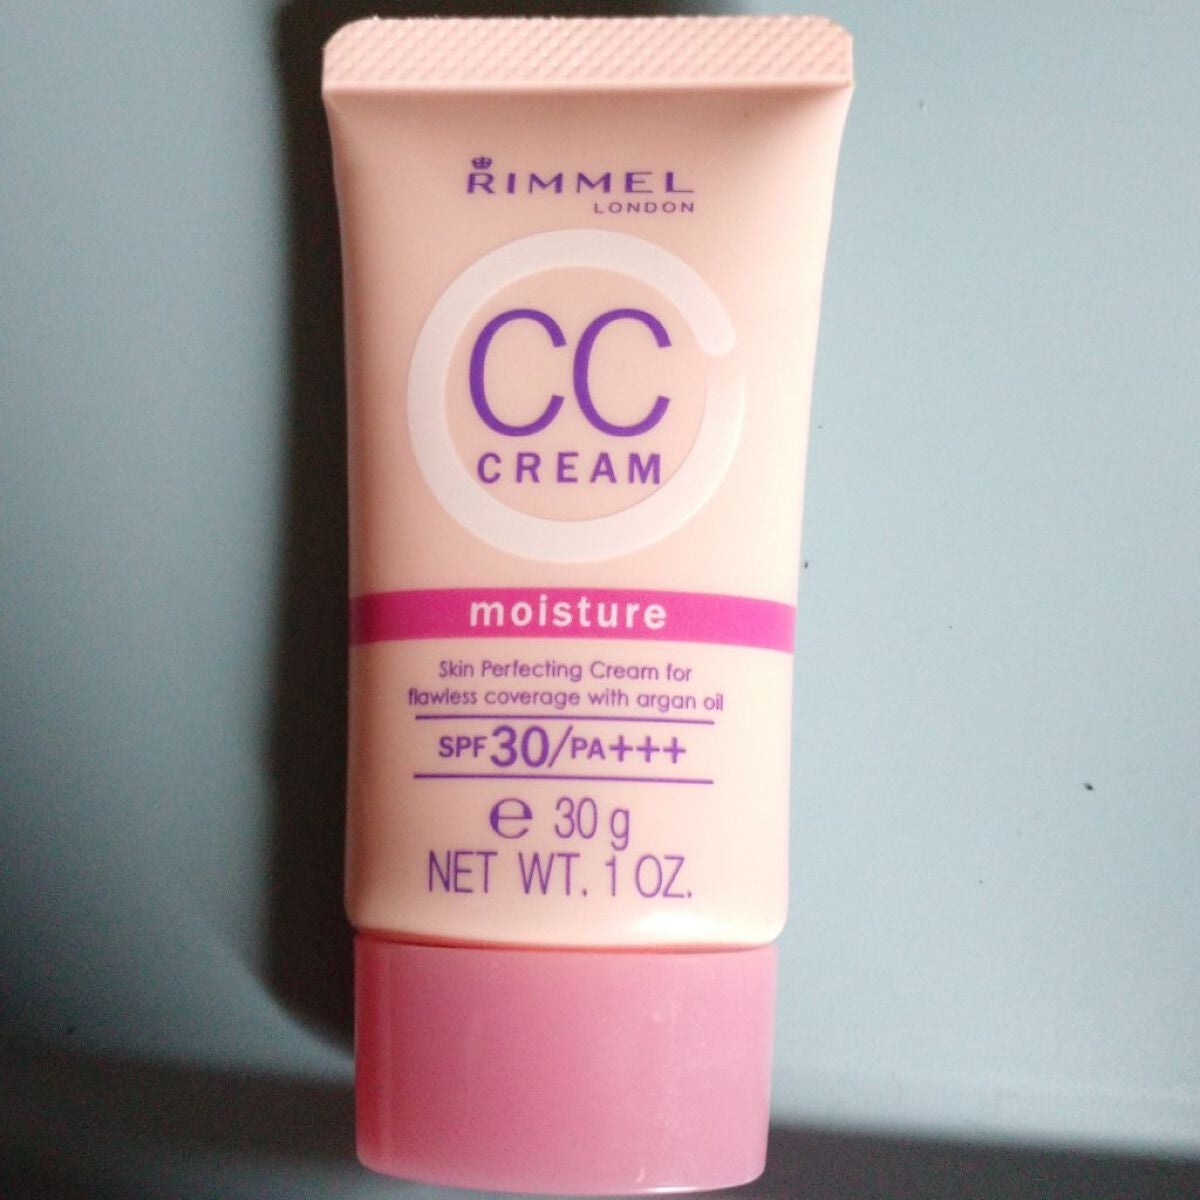 RIMMEL
LONDON
CC
CREAM
moisture
Skin Perfecting Cream for
flawless coverage with argan oil
SPF30/PA+++
℮ 30 g
NET WT. 1 OZ.